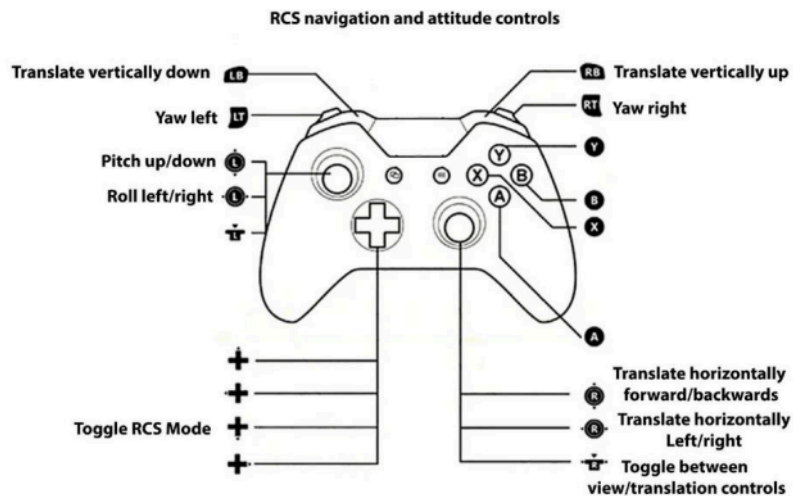 RCS navigation and attitude controls
Translate vertically down LB
RB Translate vertically up
Yaw left LT
RT Yaw right
Y
Pitch up/down L
Y
X B
B
Roll left/right L
A
X
L
A
Translate horizontally
forward/backwards
R
Toggle RCS Mode
Translate horizontally
Left/right
R
Toggle between
view/translation controls